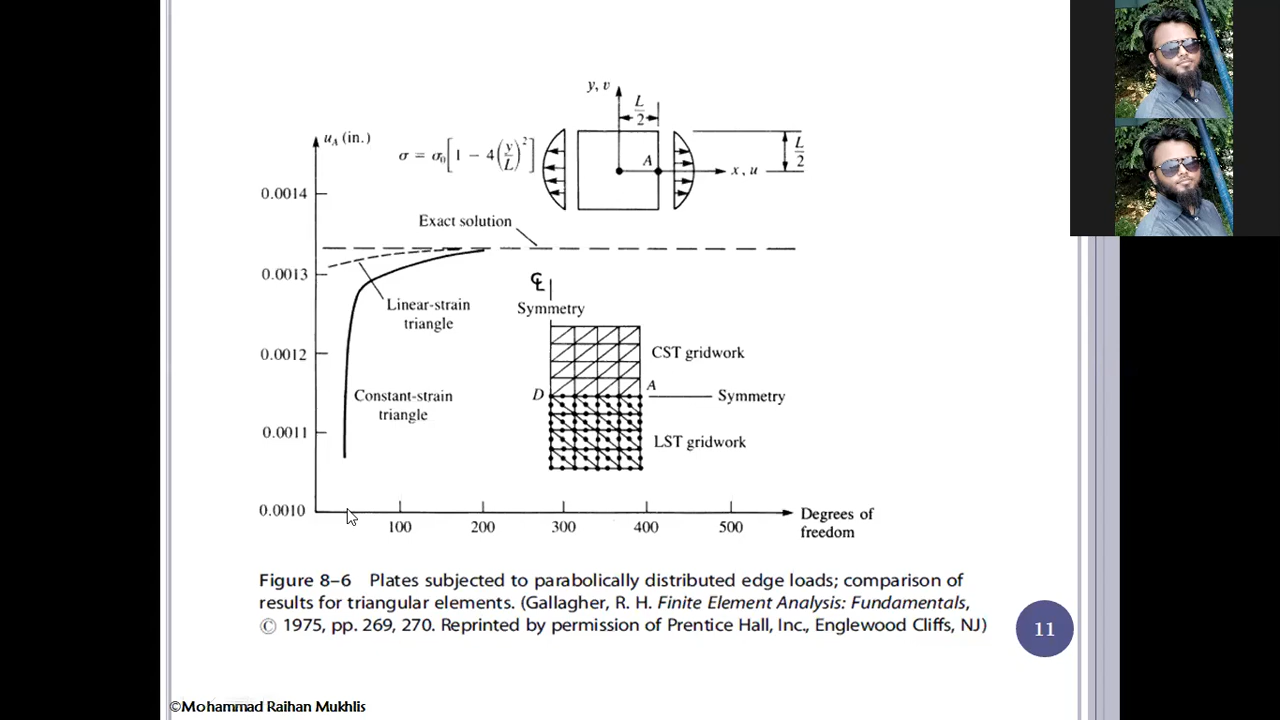 y, v
L
2
u_A (in.)
σ = σ₀[1 − 4(y/L)²]
L
2
A
x, u
0.0014
Exact solution
0.0013
℄
Linear-strain
triangle
Symmetry
0.0012
CST gridwork
Constant-strain
triangle
D
A
Symmetry
0.0011
LST gridwork
0.0010
100
200
300
400
500
Degrees of
freedom
Figure 8–6 Plates subjected to parabolically distributed edge loads; comparison of
results for triangular elements. (Gallagher, R. H. Finite Element Analysis: Fundamentals,
© 1975, pp. 269, 270. Reprinted by permission of Prentice Hall, Inc., Englewood Cliffs, NJ)
11
©Mohammad Raihan Mukhlis